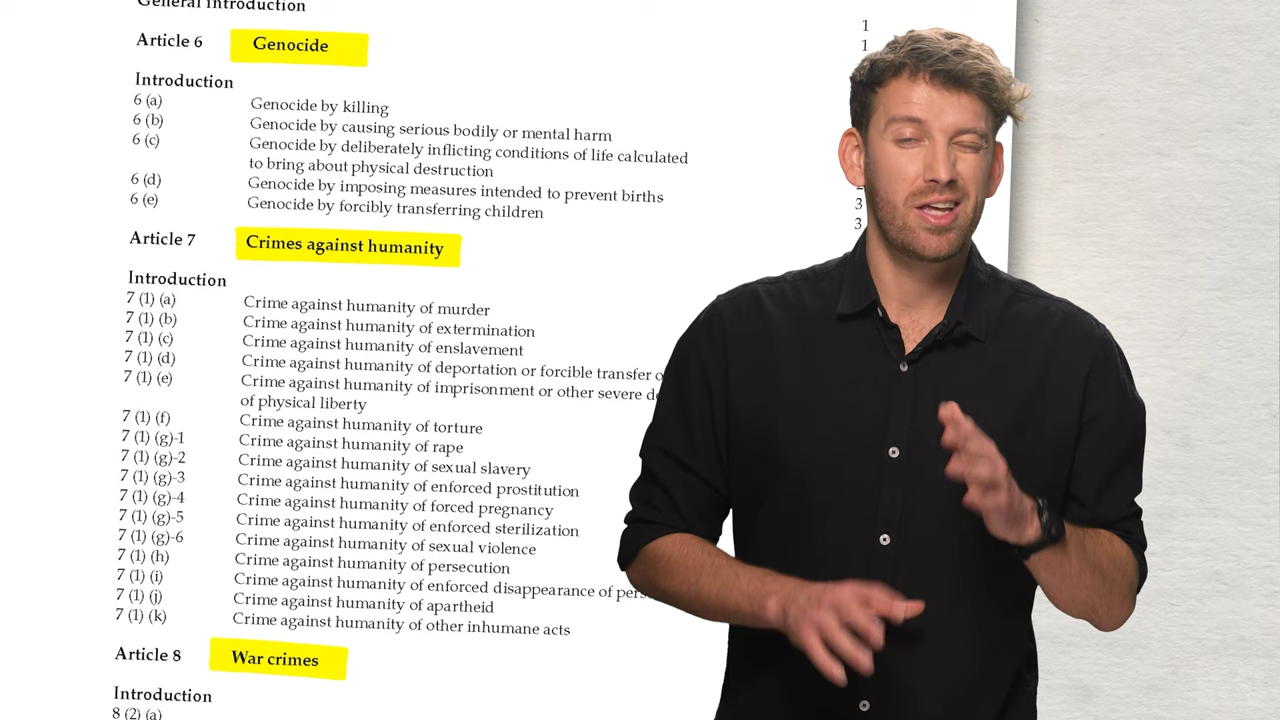 General introduction 1
1
Article 6 Genocide
Introduction
6 (a) Genocide by killing
6 (b) Genocide by causing serious bodily or mental harm
6 (c) Genocide by deliberately inflicting conditions of life calculated
to bring about physical destruction
6 (d) Genocide by imposing measures intended to prevent births
6 (e) Genocide by forcibly transferring children 3
3
Article 7 Crimes against humanity
Introduction
7 (1) (a) Crime against humanity of murder
7 (1) (b) Crime against humanity of extermination
7 (1) (c) Crime against humanity of enslavement
7 (1) (d) Crime against humanity of deportation or forcible transfer
7 (1) (e) Crime against humanity of imprisonment or other severe
of physical liberty
7 (1) (f) Crime against humanity of torture
7 (1) (g)-1 Crime against humanity of rape
7 (1) (g)-2 Crime against humanity of sexual slavery
7 (1) (g)-3 Crime against humanity of enforced prostitution
7 (1) (g)-4 Crime against humanity of forced pregnancy
7 (1) (g)-5 Crime against humanity of enforced sterilization
7 (1) (g)-6 Crime against humanity of sexual violence
7 (1) (h) Crime against humanity of persecution
7 (1) (i) Crime against humanity of enforced disappearance of
7 (1) (j) Crime against humanity of apartheid
7 (1) (k) Crime against humanity of other inhumane acts
Article 8 War crimes
Introduction
8 (2) (a)